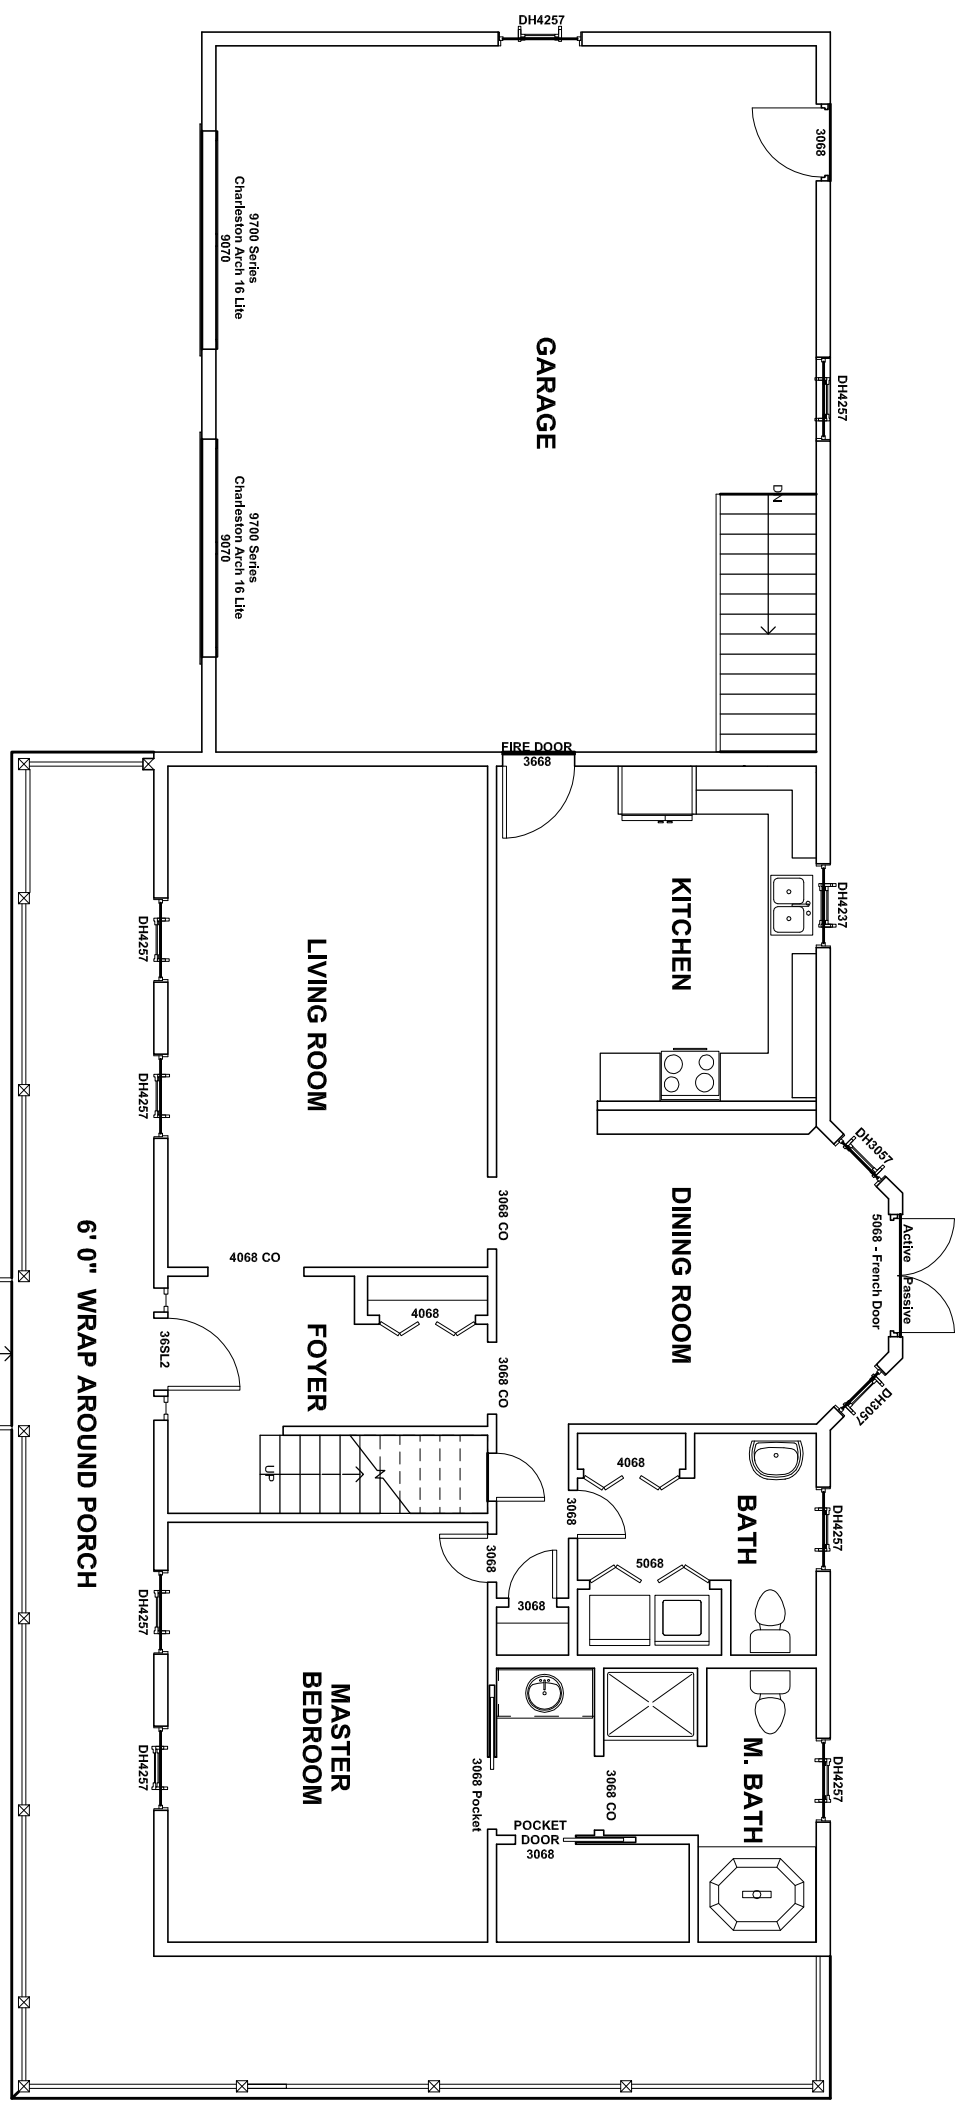 DH4257
3068
9700 Series
Charleston Arch 16 Lite
9070
GARAGE
DH4257
9700 Series
Charleston Arch 16 Lite
9070
DN
FIRE DOOR
3668
KITCHEN
DH4237
LIVING ROOM
DH4257
DH4257
DH3057
3068 CO
4068 CO
DINING ROOM
Active
Passive
5068 - French Door
4068
FOYER
36SL2
3068 CO
DH3057
6' 0" WRAP AROUND PORCH
UP
4068
BATH
DH4257
3068
3068
5068
3068
DH4257
MASTER
BEDROOM
DH4257
3068 Pocket
3068 CO
M. BATH
DH4257
POCKET
DOOR
3068